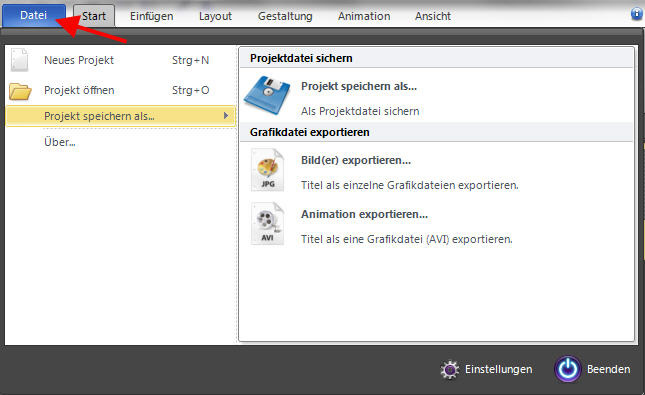 Datei Start Einfügen Layout Gestaltung Animation Ansicht
Neues Projekt Strg+N
Projekt öffnen Strg+O
Projekt speichern als...
Über...
Projektdatei sichern
Projekt speichern als...
Als Projektdatei sichern
Grafikdatei exportieren
Bild(er) exportieren...
JPG
Titel als einzelne Grafikdateien exportieren.
Animation exportieren...
AVI
Titel als eine Grafikdatei (AVI) exportieren.
Einstellungen Beenden